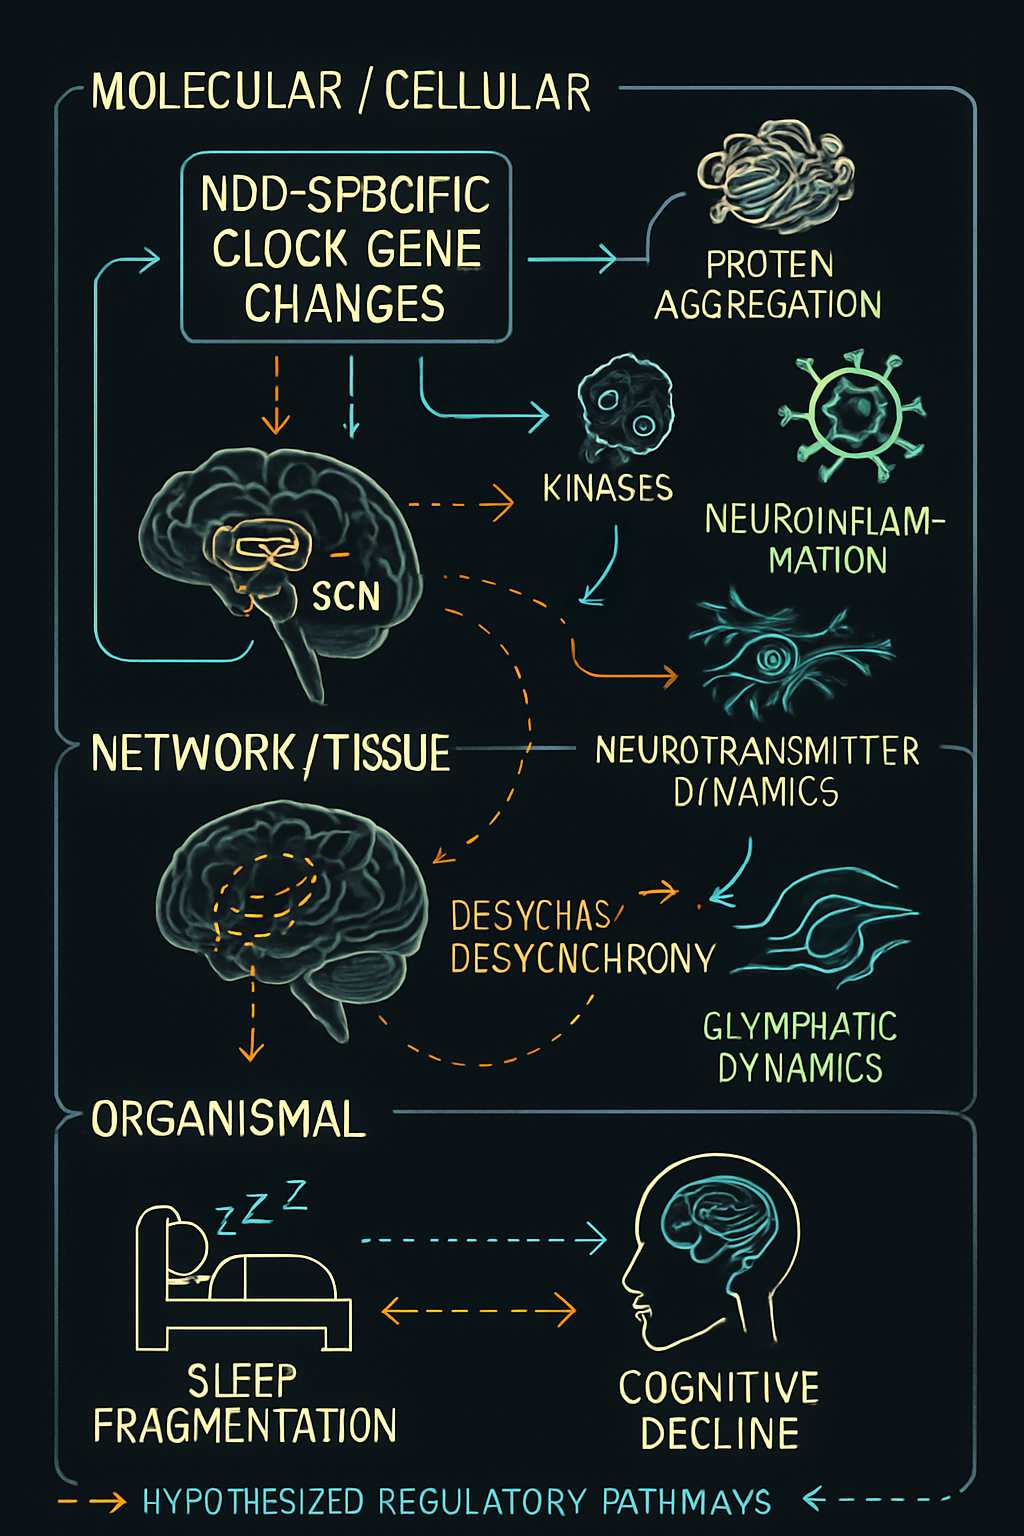 MOLECULAR / CELLULAR
NDD-SPBCIFIC
CLOCK GENE
CHANGES
PROTEN
AGGREGATION
KINASES
NEUROINFLAM-
MATION
SCN
NETWORK/TISSUE
NEUROTRANSMITTER
DYNAMICS
DESYCHAS
DESYCNCHRONY
GLYMPHATIC
DYNAMICS
ORGANISMAL
z Z Z
SLEEP
FRAGMENTATION
COGNITIVE
DECLINE
HYPOTHESIZED REGULATORY PATHMAYS